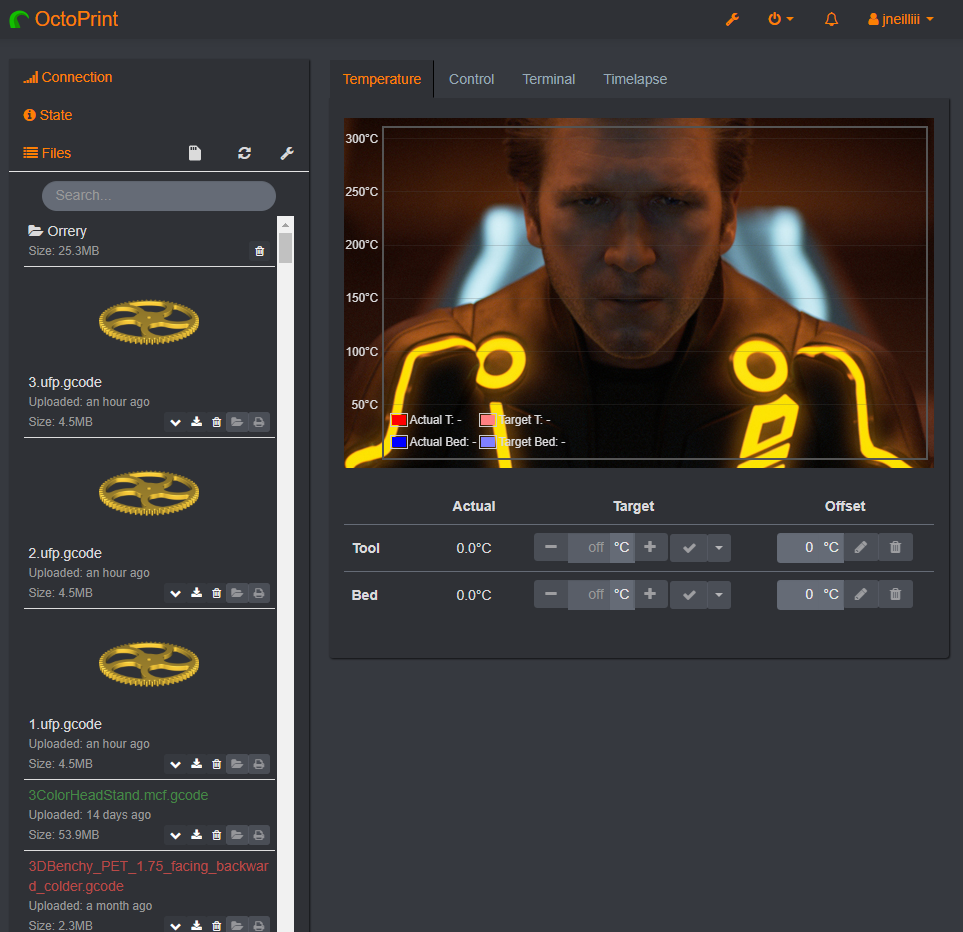 OctoPrint
jneilliii
Connection
State
Files
Search...
Orrery
Size: 25.3MB
3.ufp.gcode
Uploaded: an hour ago
Size: 4.5MB
2.ufp.gcode
Uploaded: an hour ago
Size: 4.5MB
1.ufp.gcode
Uploaded: an hour ago
Size: 4.5MB
3ColorHeadStand.mcf.gcode
Uploaded: 14 days ago
Size: 53.9MB
3DBenchy_PET_1.75_facing_backwar
d_colder.gcode
Uploaded: a month ago
Size: 2.3MB
Temperature Control Terminal Timelapse
300°C
250°C
200°C
150°C
100°C
50°C
Actual T: - Target T: -
Actual Bed: - Target Bed: -
Actual Target Offset
Tool 0.0°C off °C 0 °C
Bed 0.0°C off °C 0 °C